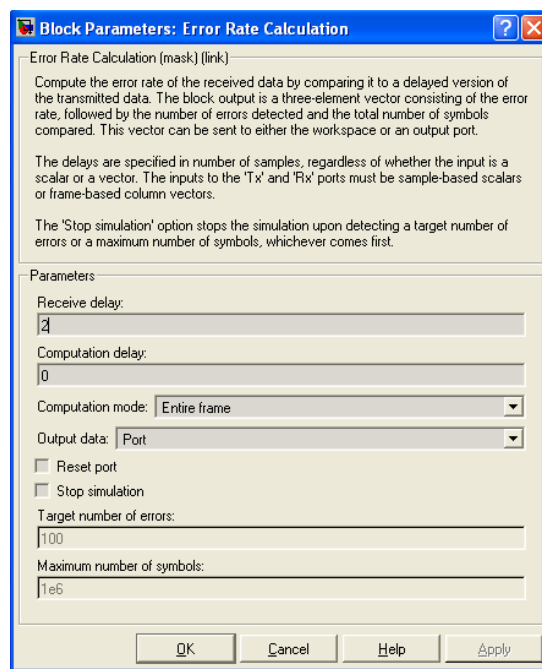 Block Parameters: Error Rate Calculation
Error Rate Calculation (mask) (link)
Compute the error rate of the received data by comparing it to a delayed version of
the transmitted data. The block output is a three-element vector consisting of the error
rate, followed by the number of errors detected and the total number of symbols
compared. This vector can be sent to either the workspace or an output port.
The delays are specified in number of samples, regardless of whether the input is a
scalar or a vector. The inputs to the 'Tx' and 'Rx' ports must be sample-based scalars
or frame-based column vectors.
The 'Stop simulation' option stops the simulation upon detecting a target number of
errors or a maximum number of symbols, whichever comes first.
Parameters
Receive delay:
2
Computation delay:
0
Computation mode: Entire frame
Output data: Port
Reset port
Stop simulation
Target number of errors:
100
Maximum number of symbols:
1e6
OK Cancel Help Apply